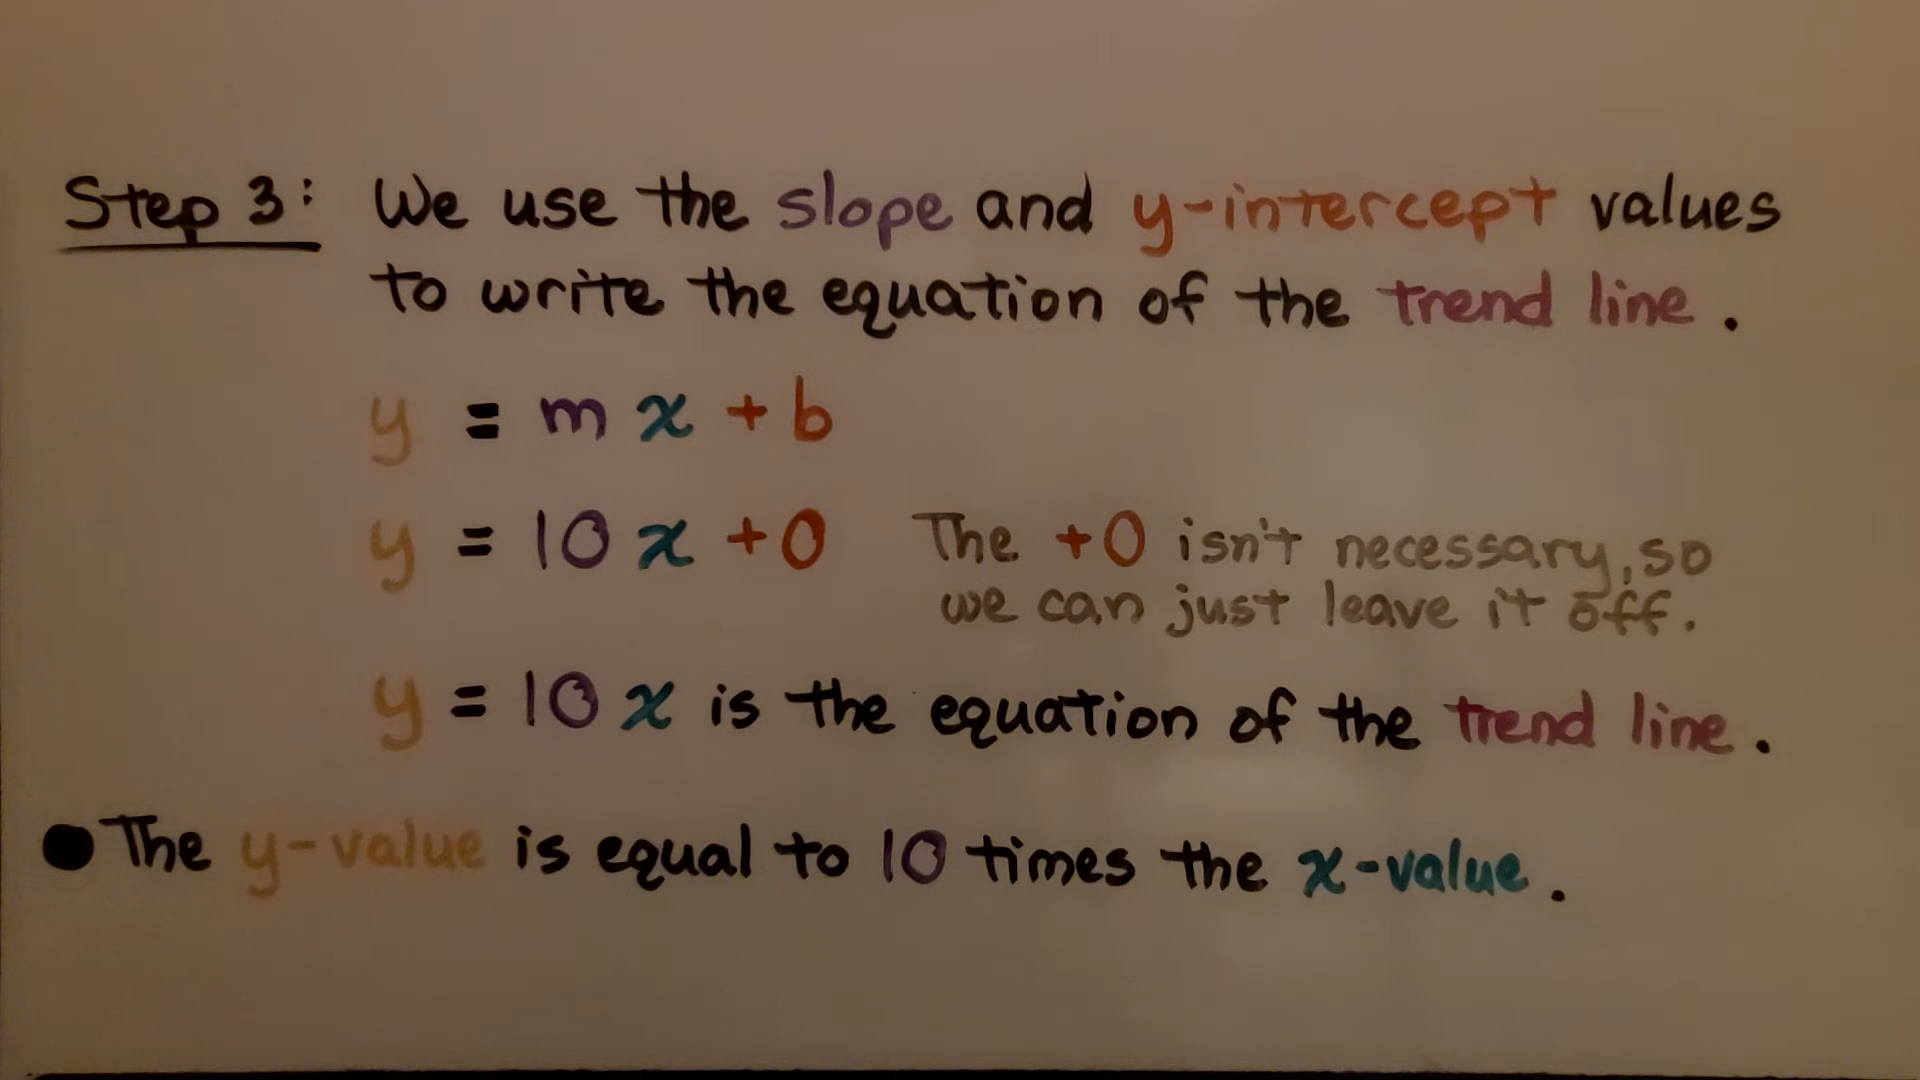 Step 3: We use the slope and y-intercept values
to write the equation of the trend line.
y = mx + b
y = 10x + 0 The +0 isn't necessary, so
we can just leave it off.
y = 10x is the equation of the trend line.
● The y-value is equal to 10 times the x-value.